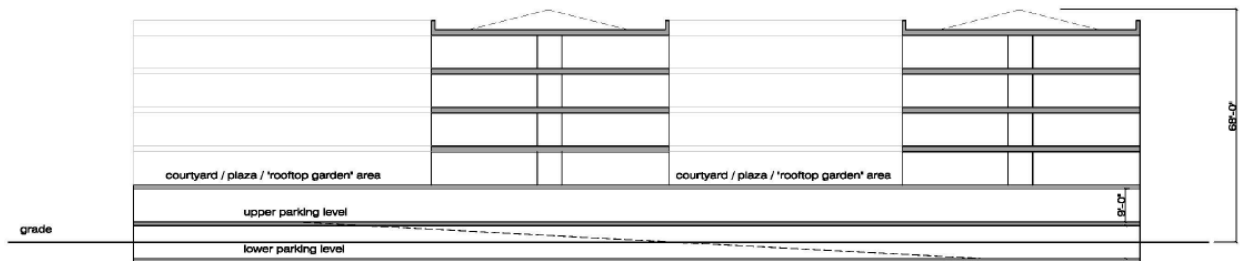 68'-0"
courtyard / plaza / "rooftop garden" area
courtyard / plaza / "rooftop garden" area
9'-0"
upper parking level
grade
lower parking level